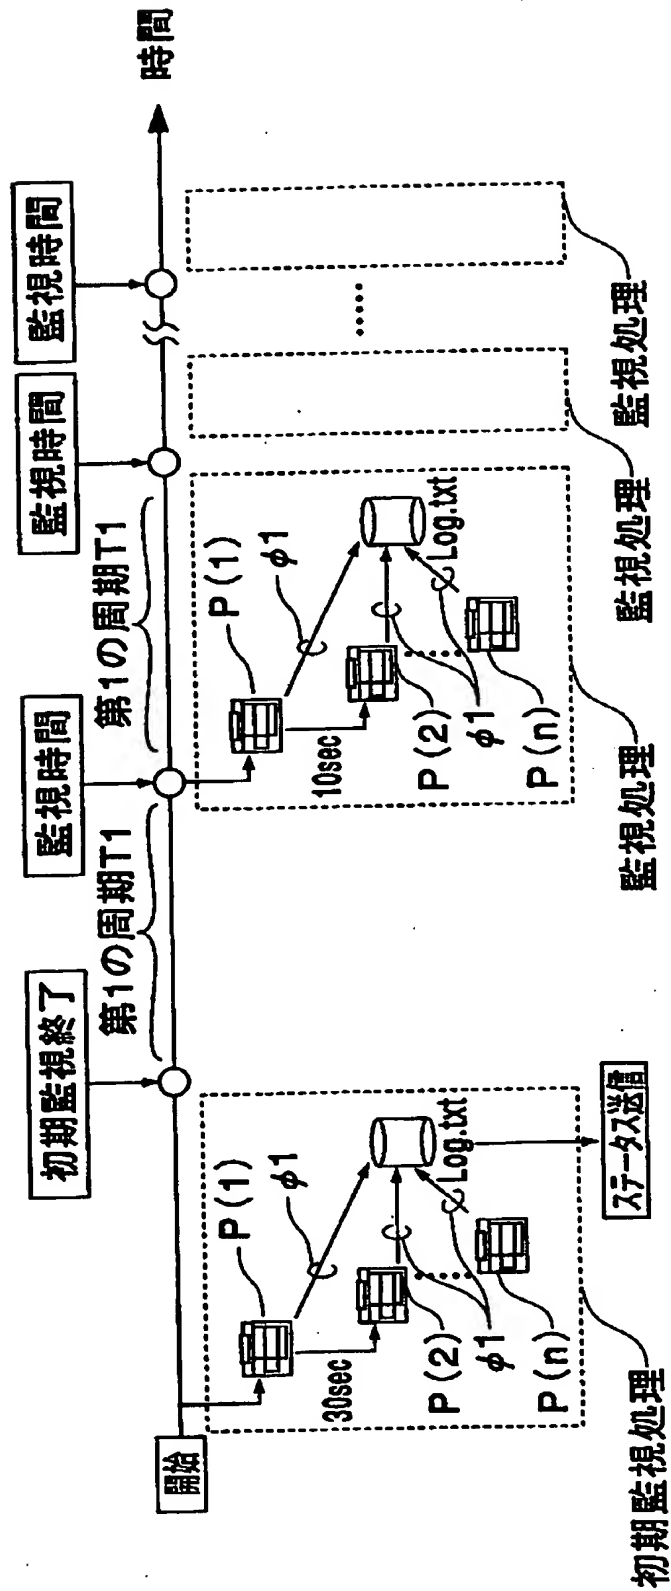 開始
初期監視終了
監視時間
監視時間
監視時間
時間
第1の周期T1
第1の周期T1
P(1)
φ1
30sec
P(2)
φ1
P(n)
Log.txt
ステータス送信
初期監視処理
P(1)
φ1
10sec
P(2)
φ1
P(n)
Log.txt
監視処理
監視処理
監視処理